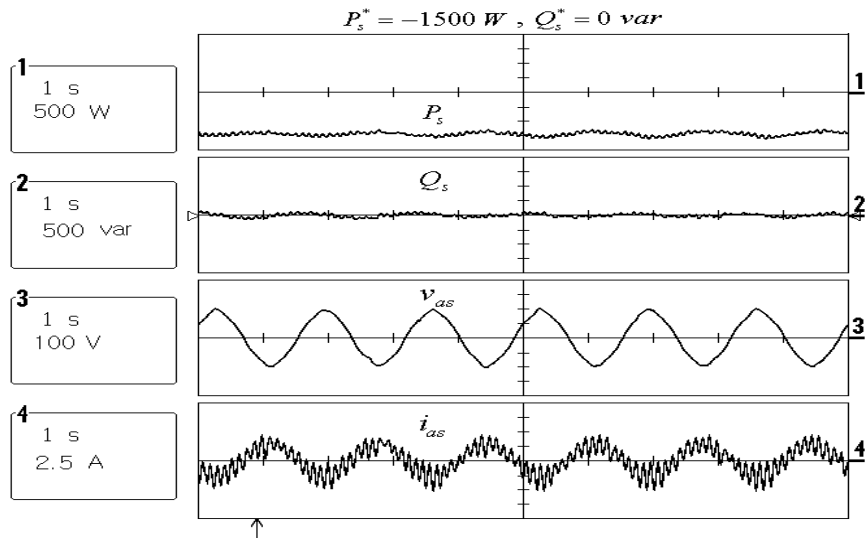 P_s^* = −1500 W , Q_s^* = 0 var
1
1 s
500 W
P_s
1
2
1 s
500 var
Q_s
2
3
1 s
100 V
v_as
3
4
1 s
2.5 A
i_as
4